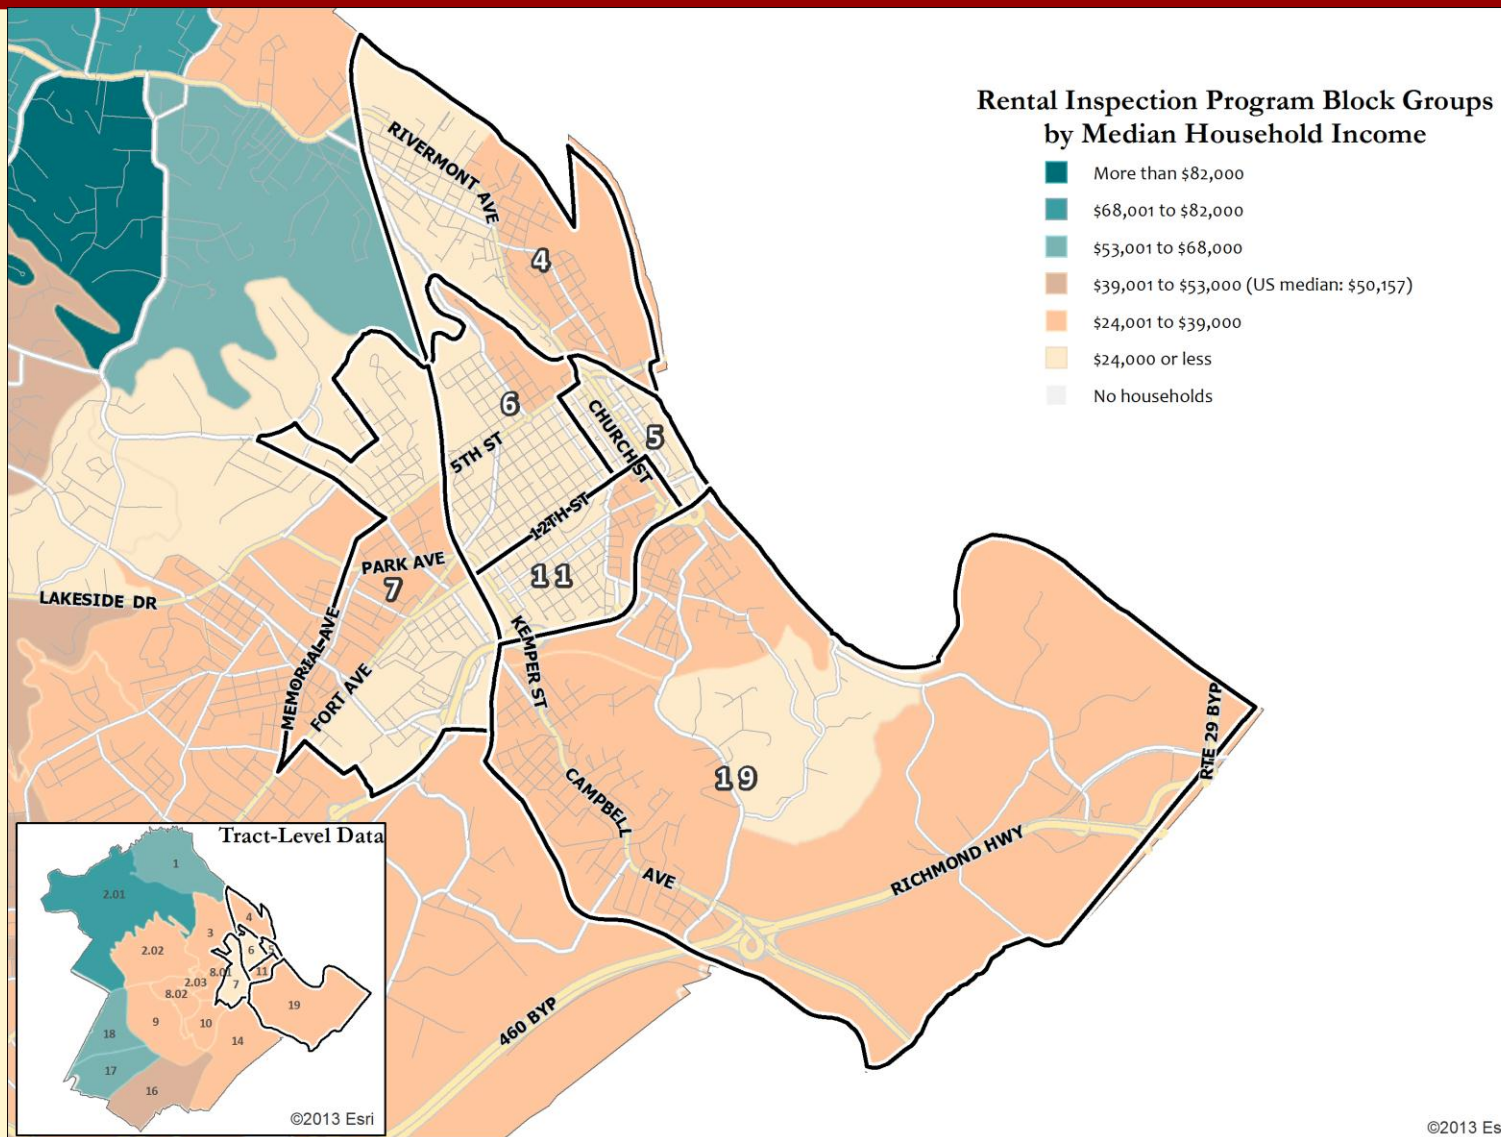 Rental Inspection Program Block Groups
by Median Household Income
More than $82,000
$68,001 to $82,000
$53,001 to $68,000
$39,001 to $53,000 (US median: $50,157)
$24,001 to $39,000
$24,000 or less
No households
RIVERMONT AVE
4
6
5TH ST
CHURCH ST
5
12TH ST
PARK AVE
7
11
LAKESIDE DR
MEMORIAL AVE
FORT AVE
KEMPER ST
19
CAMPBELL
AVE
RICHMOND HWY
RTE 29 BYP
460 BYP
Tract-Level Data
1
2.01
4
3
6
5
2.02
8.01
11
2.03
7
8.02
19
9
10
18
14
17
16
©2013 Esri
©2013 Es